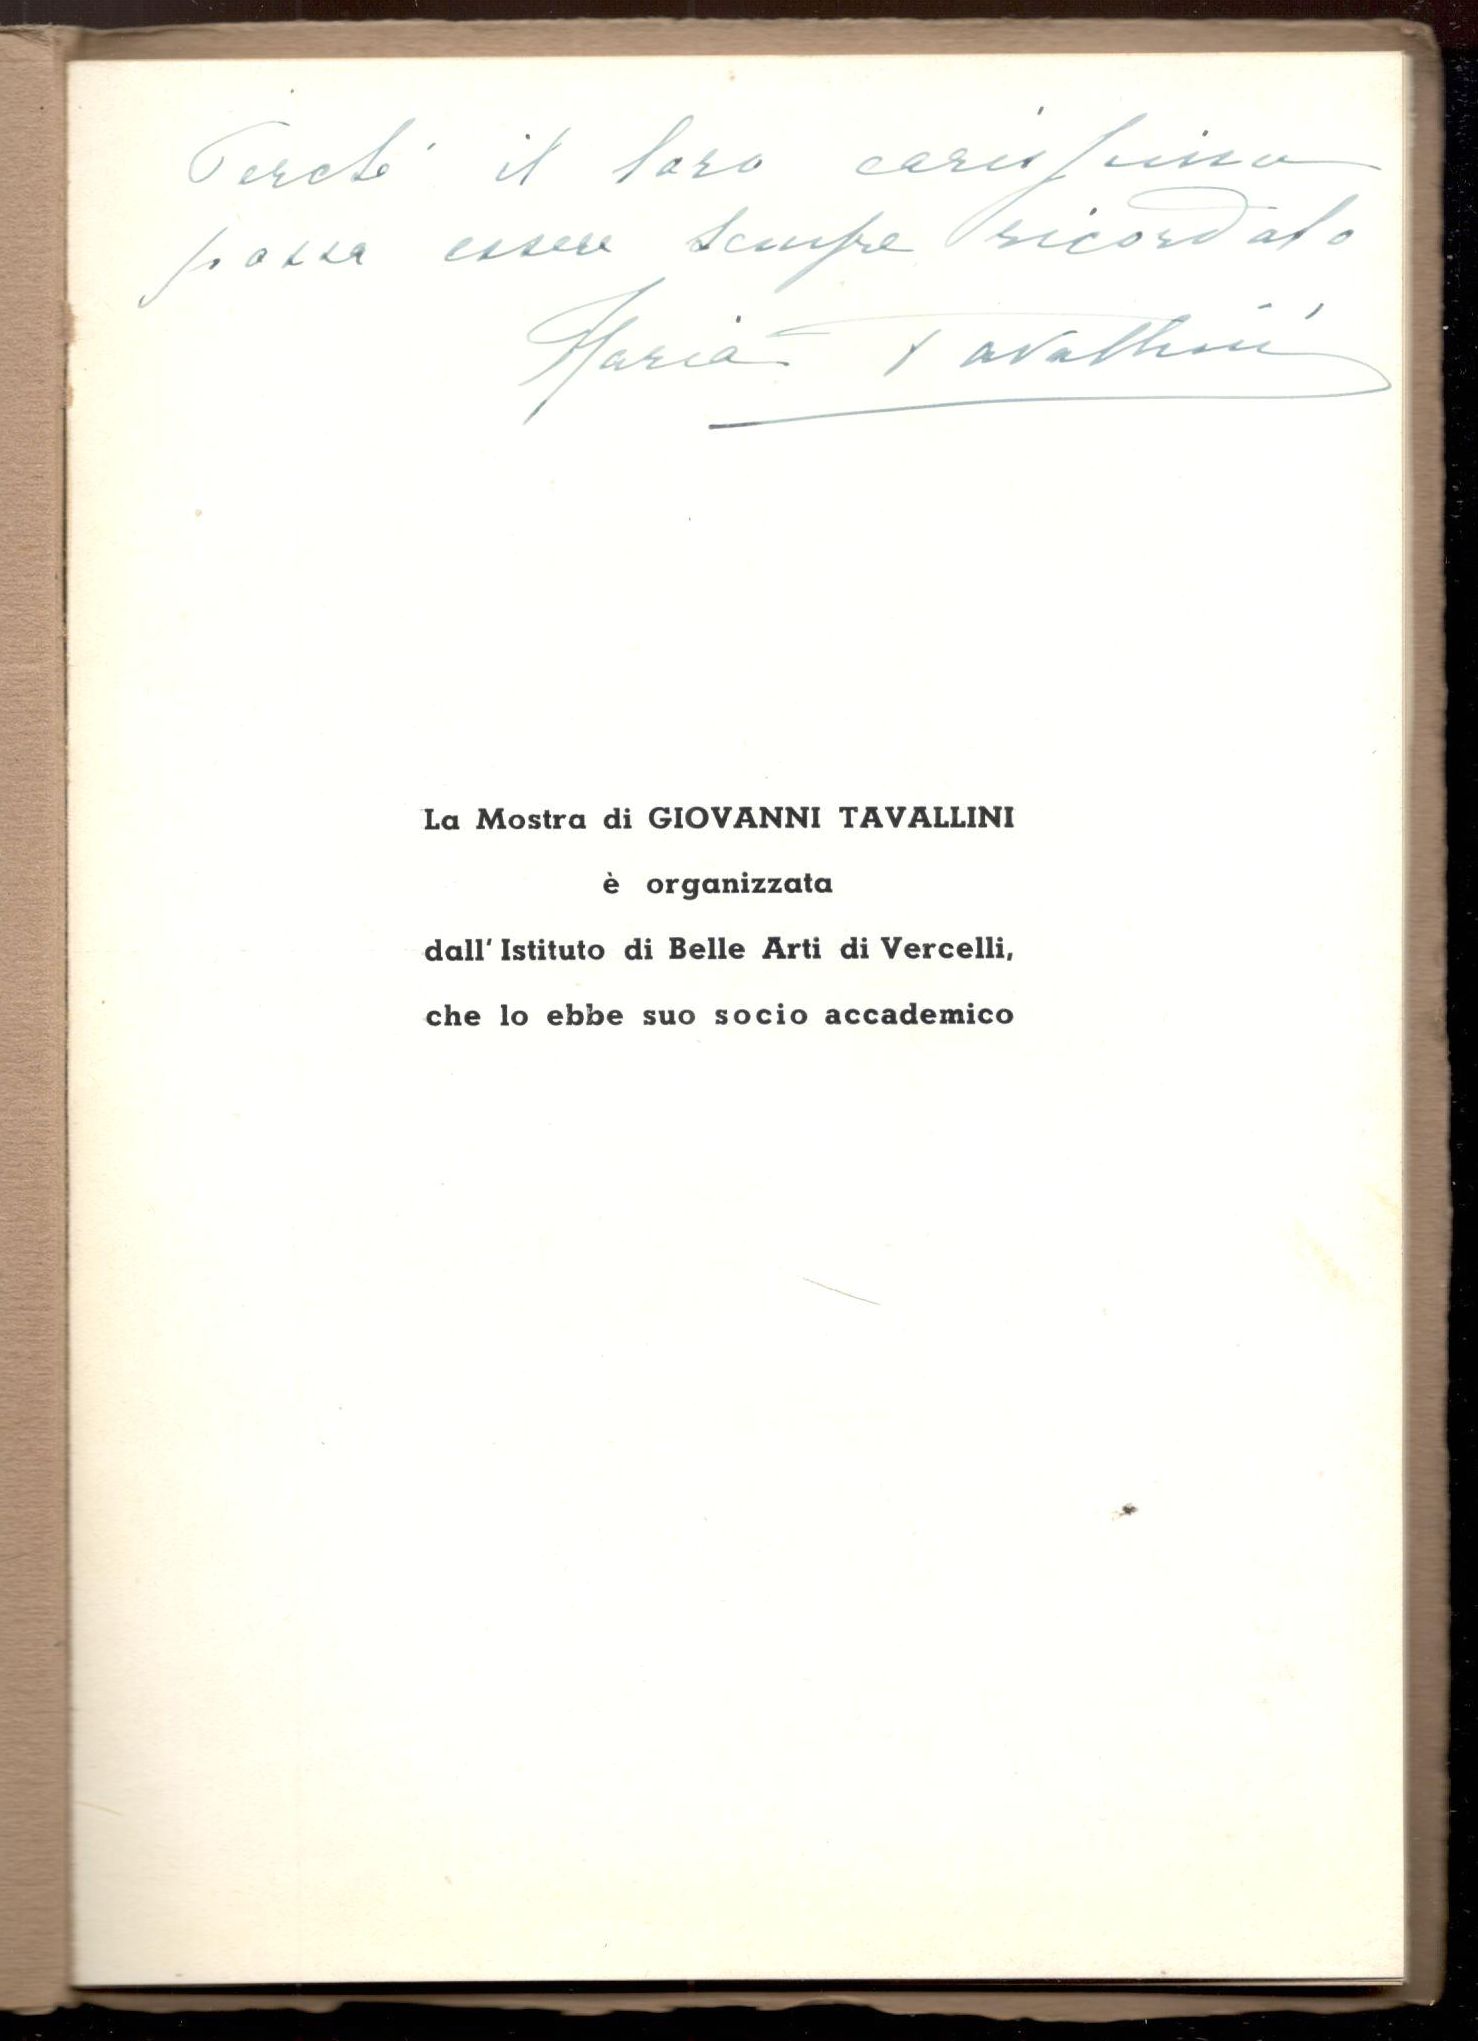 Perché il loro carissimo
possa essere sempre ricordato
Maria Tavallini
La Mostra di GIOVANNI TAVALLINI
è organizzata
dall' Istituto di Belle Arti di Vercelli,
che lo ebbe suo socio accademico